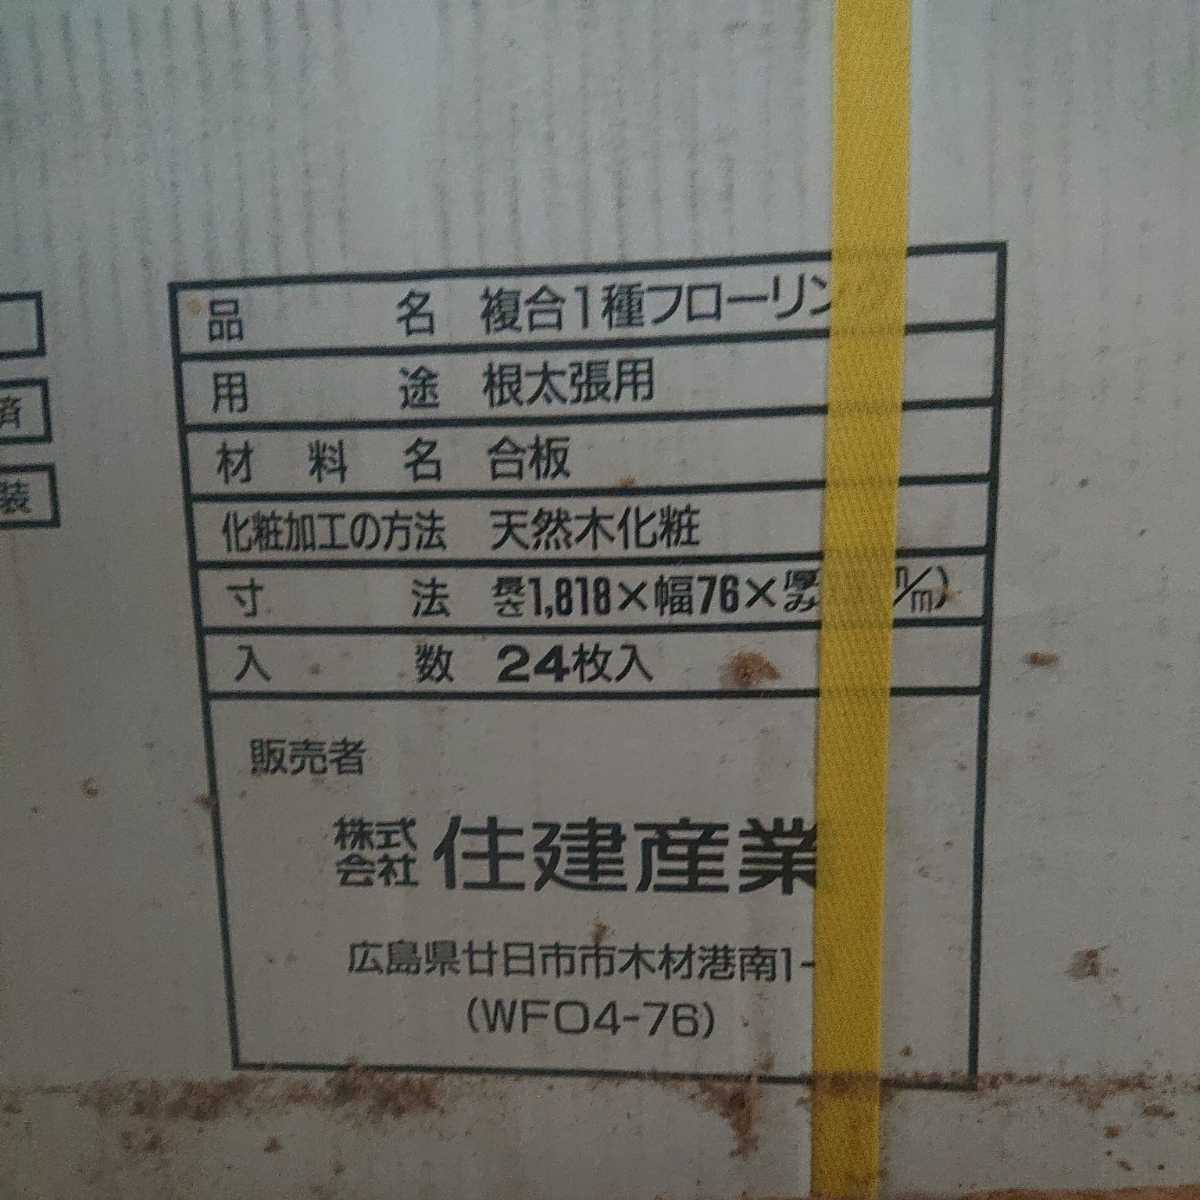 済
装
品名 複合1種フローリン
用途 根太張用
材料名 合板
化粧加工の方法 天然木化粧
寸法 長さ1,818×幅76×厚み m/m)
入数 24枚入
販売者
株式会社 住建産業
広島県廿日市市木材港南1-
(WF04-76)